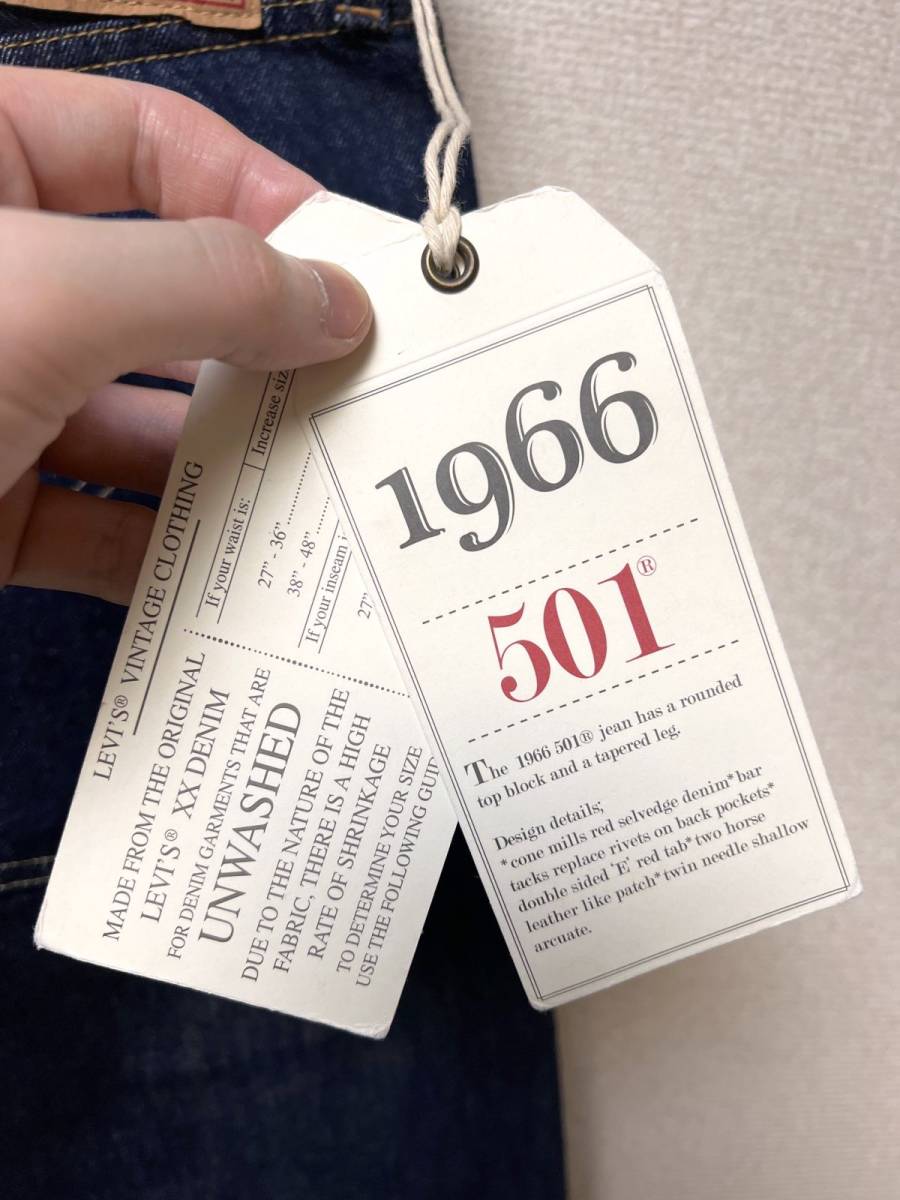 1966
501®
The 1966 501® jean has a rounded
top block and a tapered leg.
Design details;
*cone mills red selvedge denim*bar
tacks replace rivets on back pockets*
double sided 'E' red tab*two horse
leather like patch*twin needle shallow
arcuate.
LEVI'S® VINTAGE CLOTHING
If your waist is:
Increase
27" - 36"
38" - 48"
If your inseam
27"
MADE FROM THE ORIGINAL
LEVI'S® XX DENIM
FOR DENIM GARMENTS THAT ARE
UNWASHED
DUE TO THE NATURE OF THE
FABRIC, THERE IS A HIGH
RATE OF SHRINKAGE
TO DETERMINE YOUR SIZE
USE THE FOLLOWING